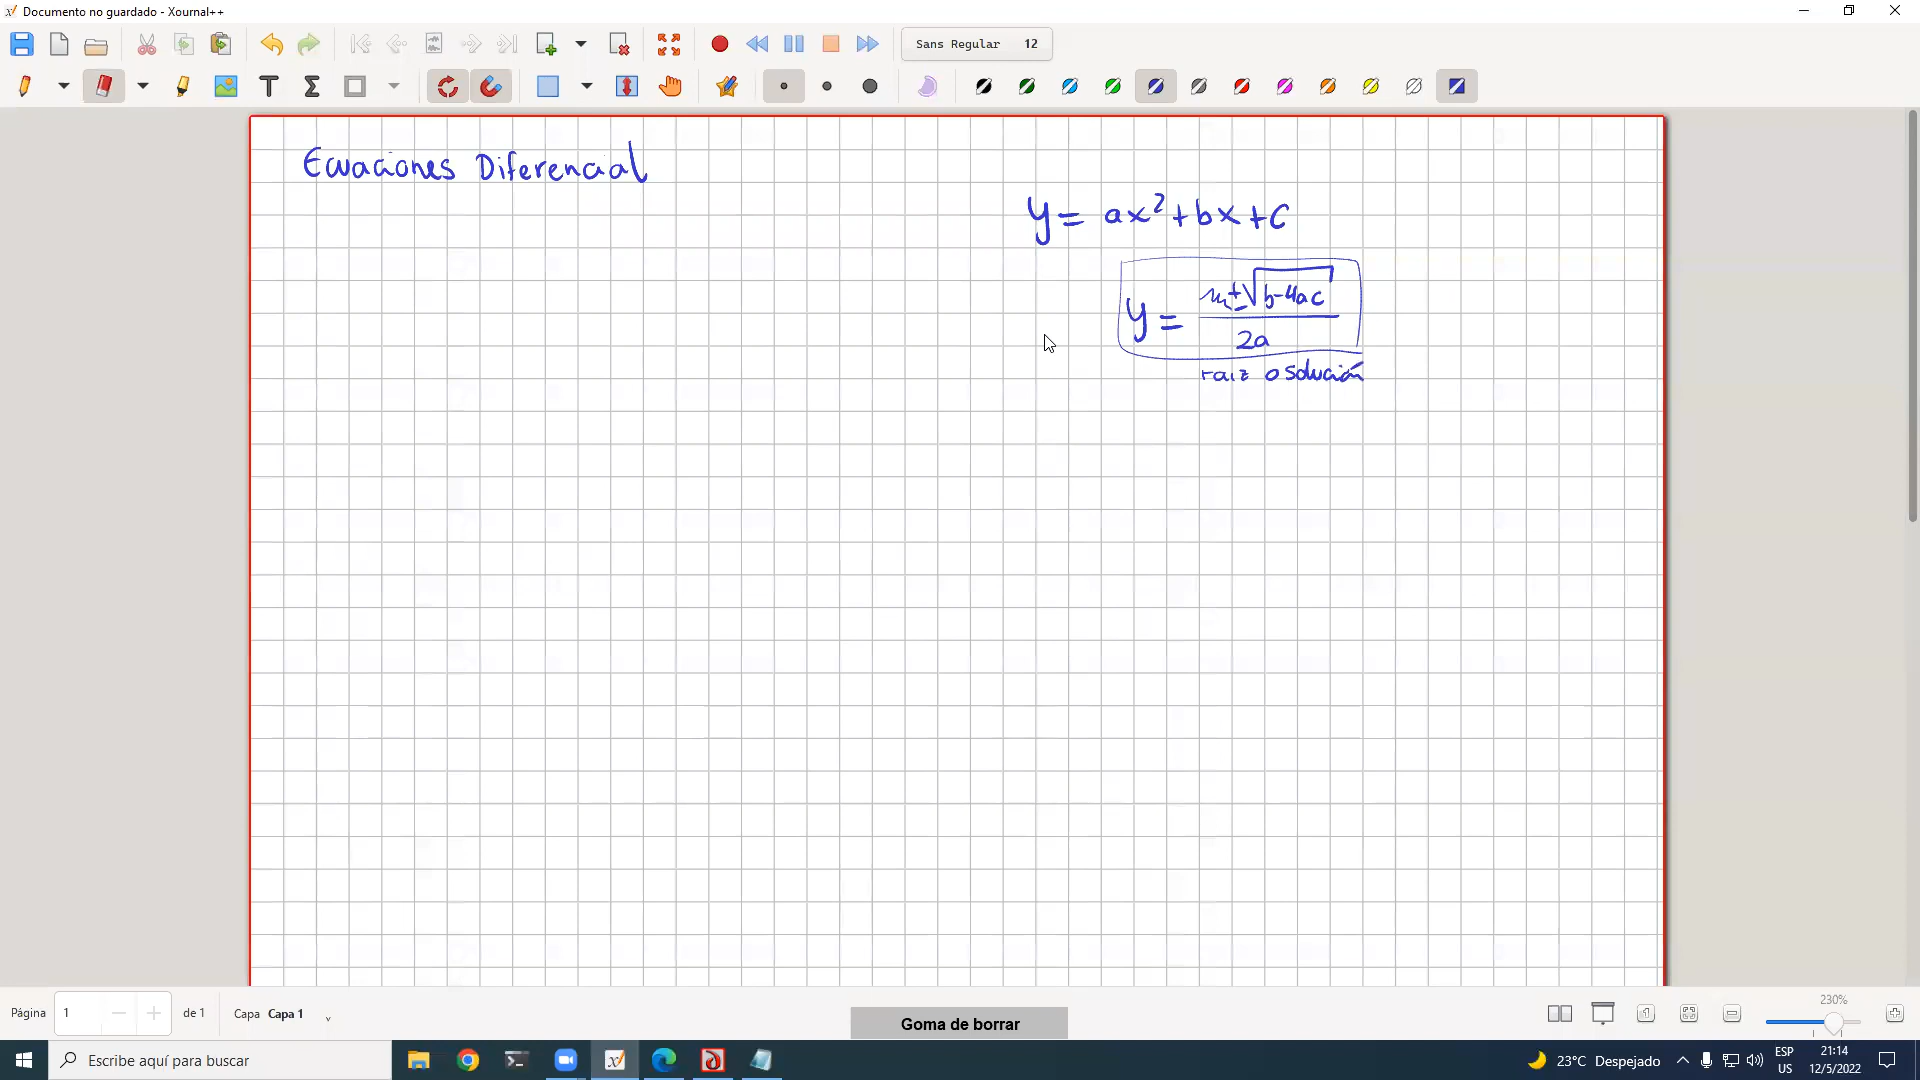 Documento no guardado - Xournal++
Sans Regular 12
Ecuaciones Diferencial
y = ax²+bx+c
y = ±√b-4ac
2a
raiz o solución
Página 1 de 1 Capa Capa 1
Goma de borrar
230%
Escribe aquí para buscar
23°C Despejado
ESP
US
21:14
12/5/2022